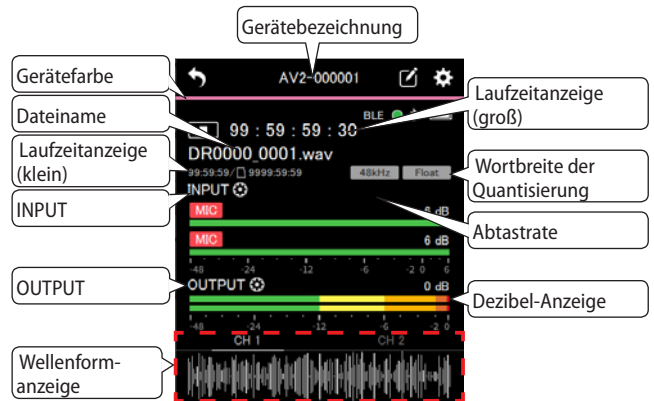 Gerätebezeichnung
Gerätefarbe
AV2-000001
Dateiname
BLE
Laufzeitanzeige
(groß)
99 : 59 : 59 : 30
DR0000_0001.wav
Laufzeitanzeige
(klein)
99:59:59/ 9999:59:59
48kHz Float
Wortbreite der
Quantisierung
INPUT
INPUT
MIC 6 dB
Abtastrate
MIC 6 dB
-48 -24 -12 -6 -2 0 6
OUTPUT
OUTPUT 0 dB
Dezibel-Anzeige
-48 -24 -12 -6 -2 0
CH 1 CH 2
Wellenform-
anzeige